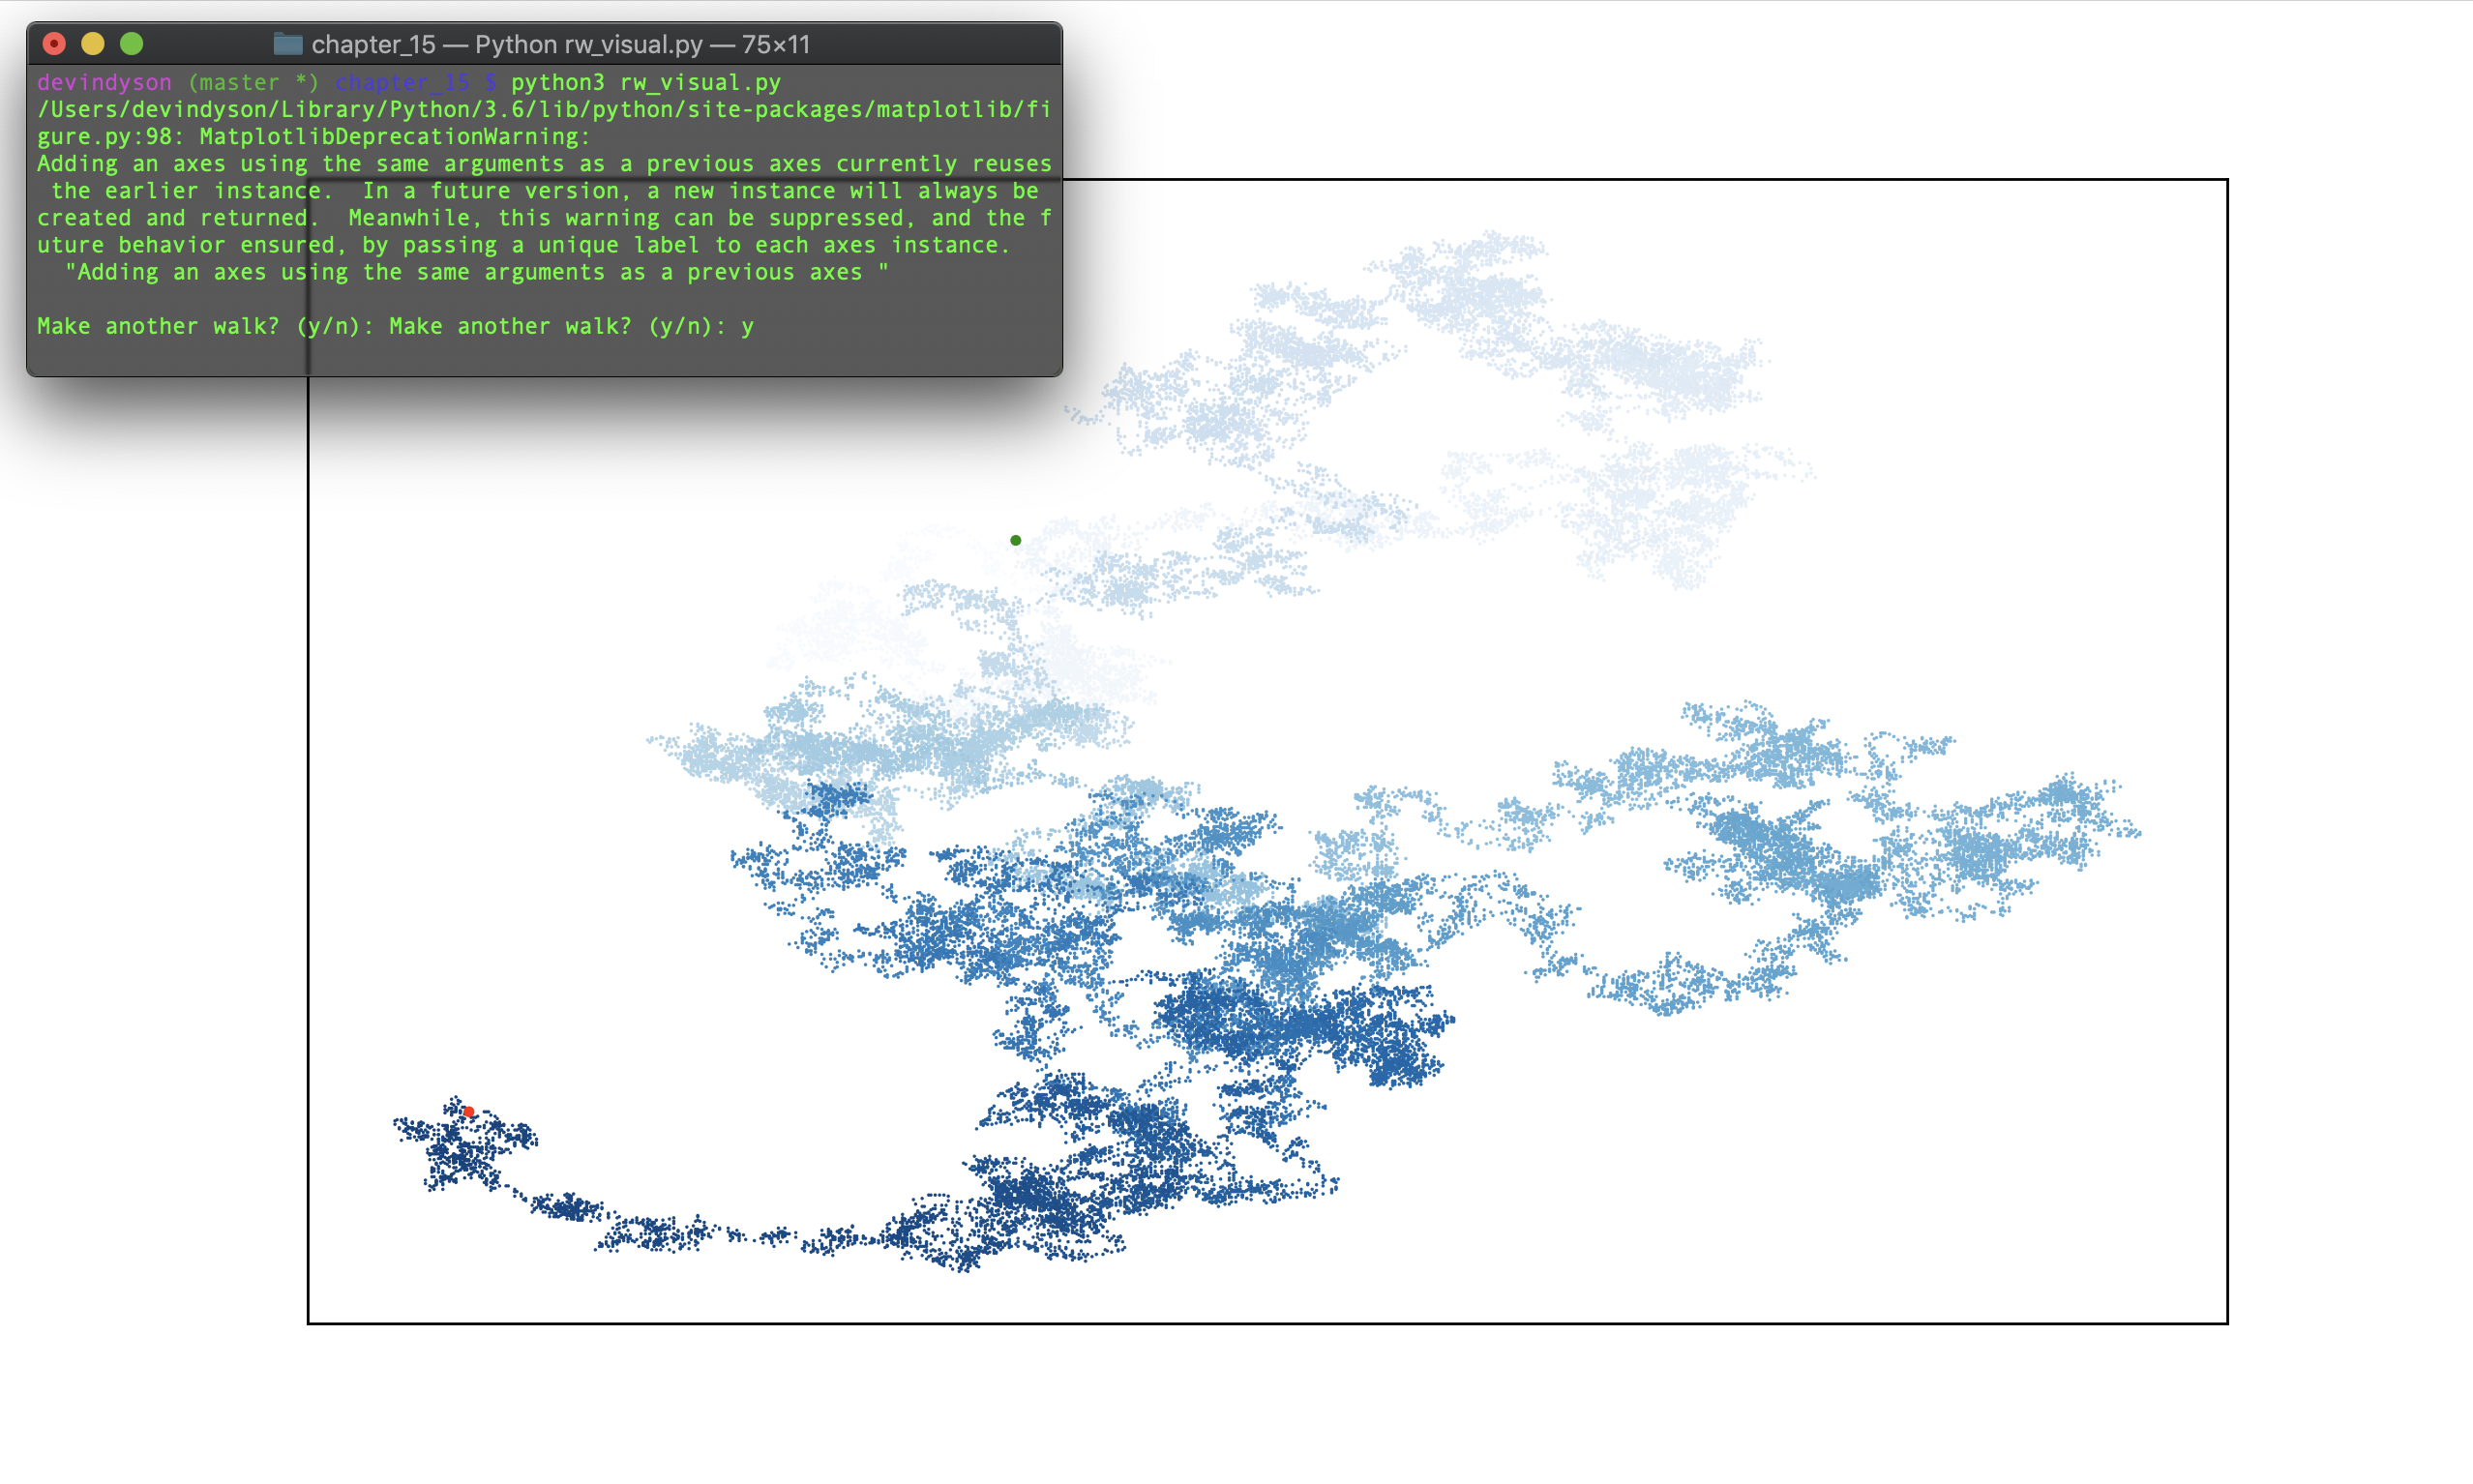 chapter_15 — Python rw_visual.py — 75×11
devindyson (master *) chapter_15 $ python3 rw_visual.py
/Users/devindyson/Library/Python/3.6/lib/python/site-packages/matplotlib/fi
gure.py:98: MatplotlibDeprecationWarning:
Adding an axes using the same arguments as a previous axes currently reuses
 the earlier instance.  In a future version, a new instance will always be
created and returned.  Meanwhile, this warning can be suppressed, and the f
uture behavior ensured, by passing a unique label to each axes instance.
  "Adding an axes using the same arguments as a previous axes "
Make another walk? (y/n): Make another walk? (y/n): y